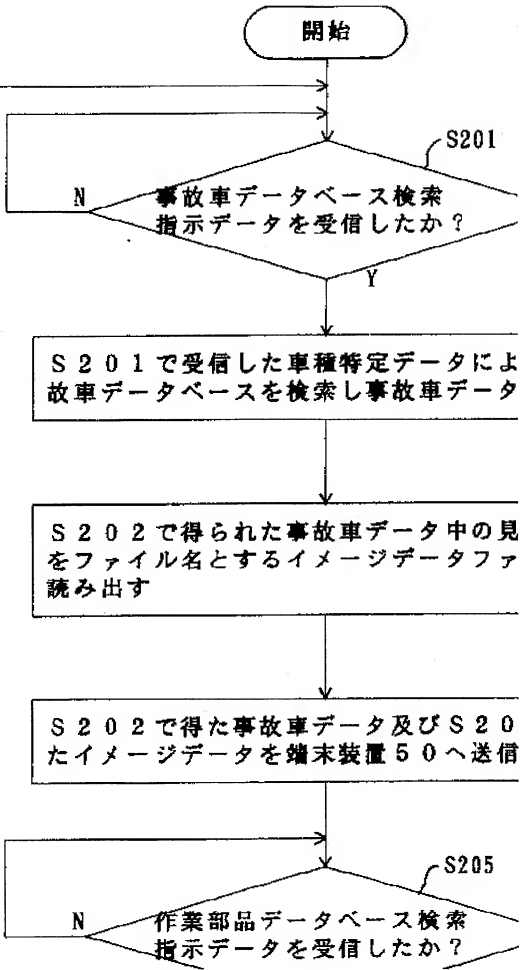 開始
S201
N
事故車データベース検索
指示データを受信したか？
Y
S２０１で受信した車種特定データによ
故車データベースを検索し事故車データ
S２０２で得られた事故車データ中の見
をファイル名とするイメージデータファ
読み出す
S２０２で得た事故車データ及びS２０
たイメージデータを端末装置５０へ送信
S205
N
作業部品データベース検索
指示データを受信したか？